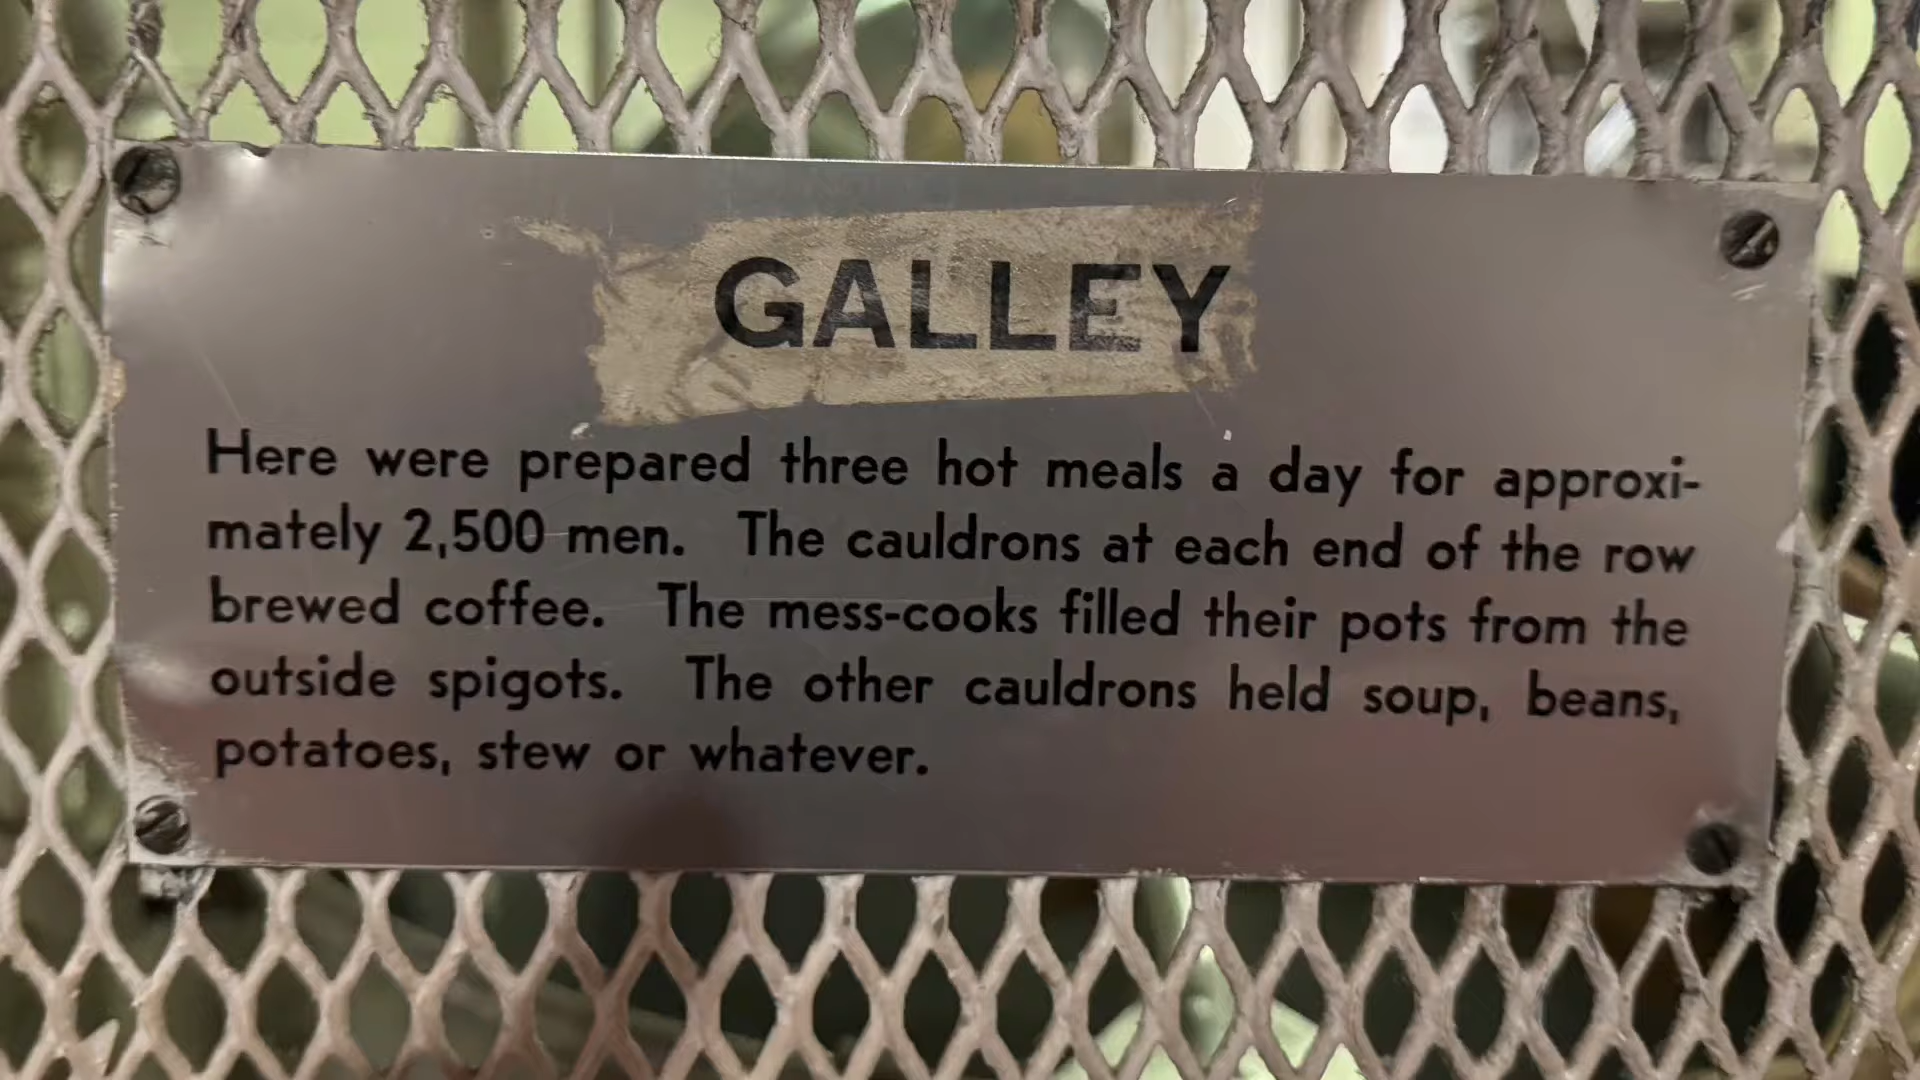 GALLEY
Here were prepared three hot meals a day for approxi-
mately 2,500 men. The cauldrons at each end of the row
brewed coffee. The mess-cooks filled their pots from the
outside spigots. The other cauldrons held soup, beans,
potatoes, stew or whatever.